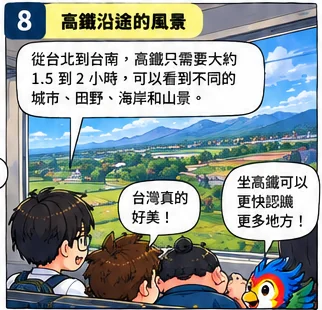 8 高鐵沿途的風景
從台北到台南，高鐵只需要大約
1.5 到 2 小時，可以看到不同的
城市、田野、海岸和山景。
台灣真的
好美！
坐高鐵可以
更快認識
更多地方！